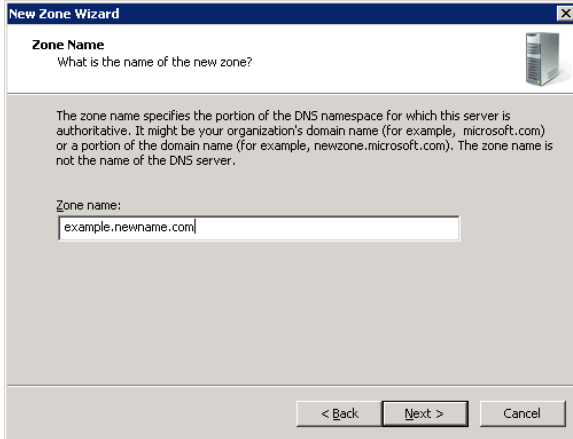 New Zone Wizard
Zone Name
What is the name of the new zone?
The zone name specifies the portion of the DNS namespace for which this server is
authoritative. It might be your organization's domain name (for example,  microsoft.com)
or a portion of the domain name (for example, newzone.microsoft.com). The zone name is
not the name of the DNS server.
Zone name:
example.newname.com
< Back Next > Cancel